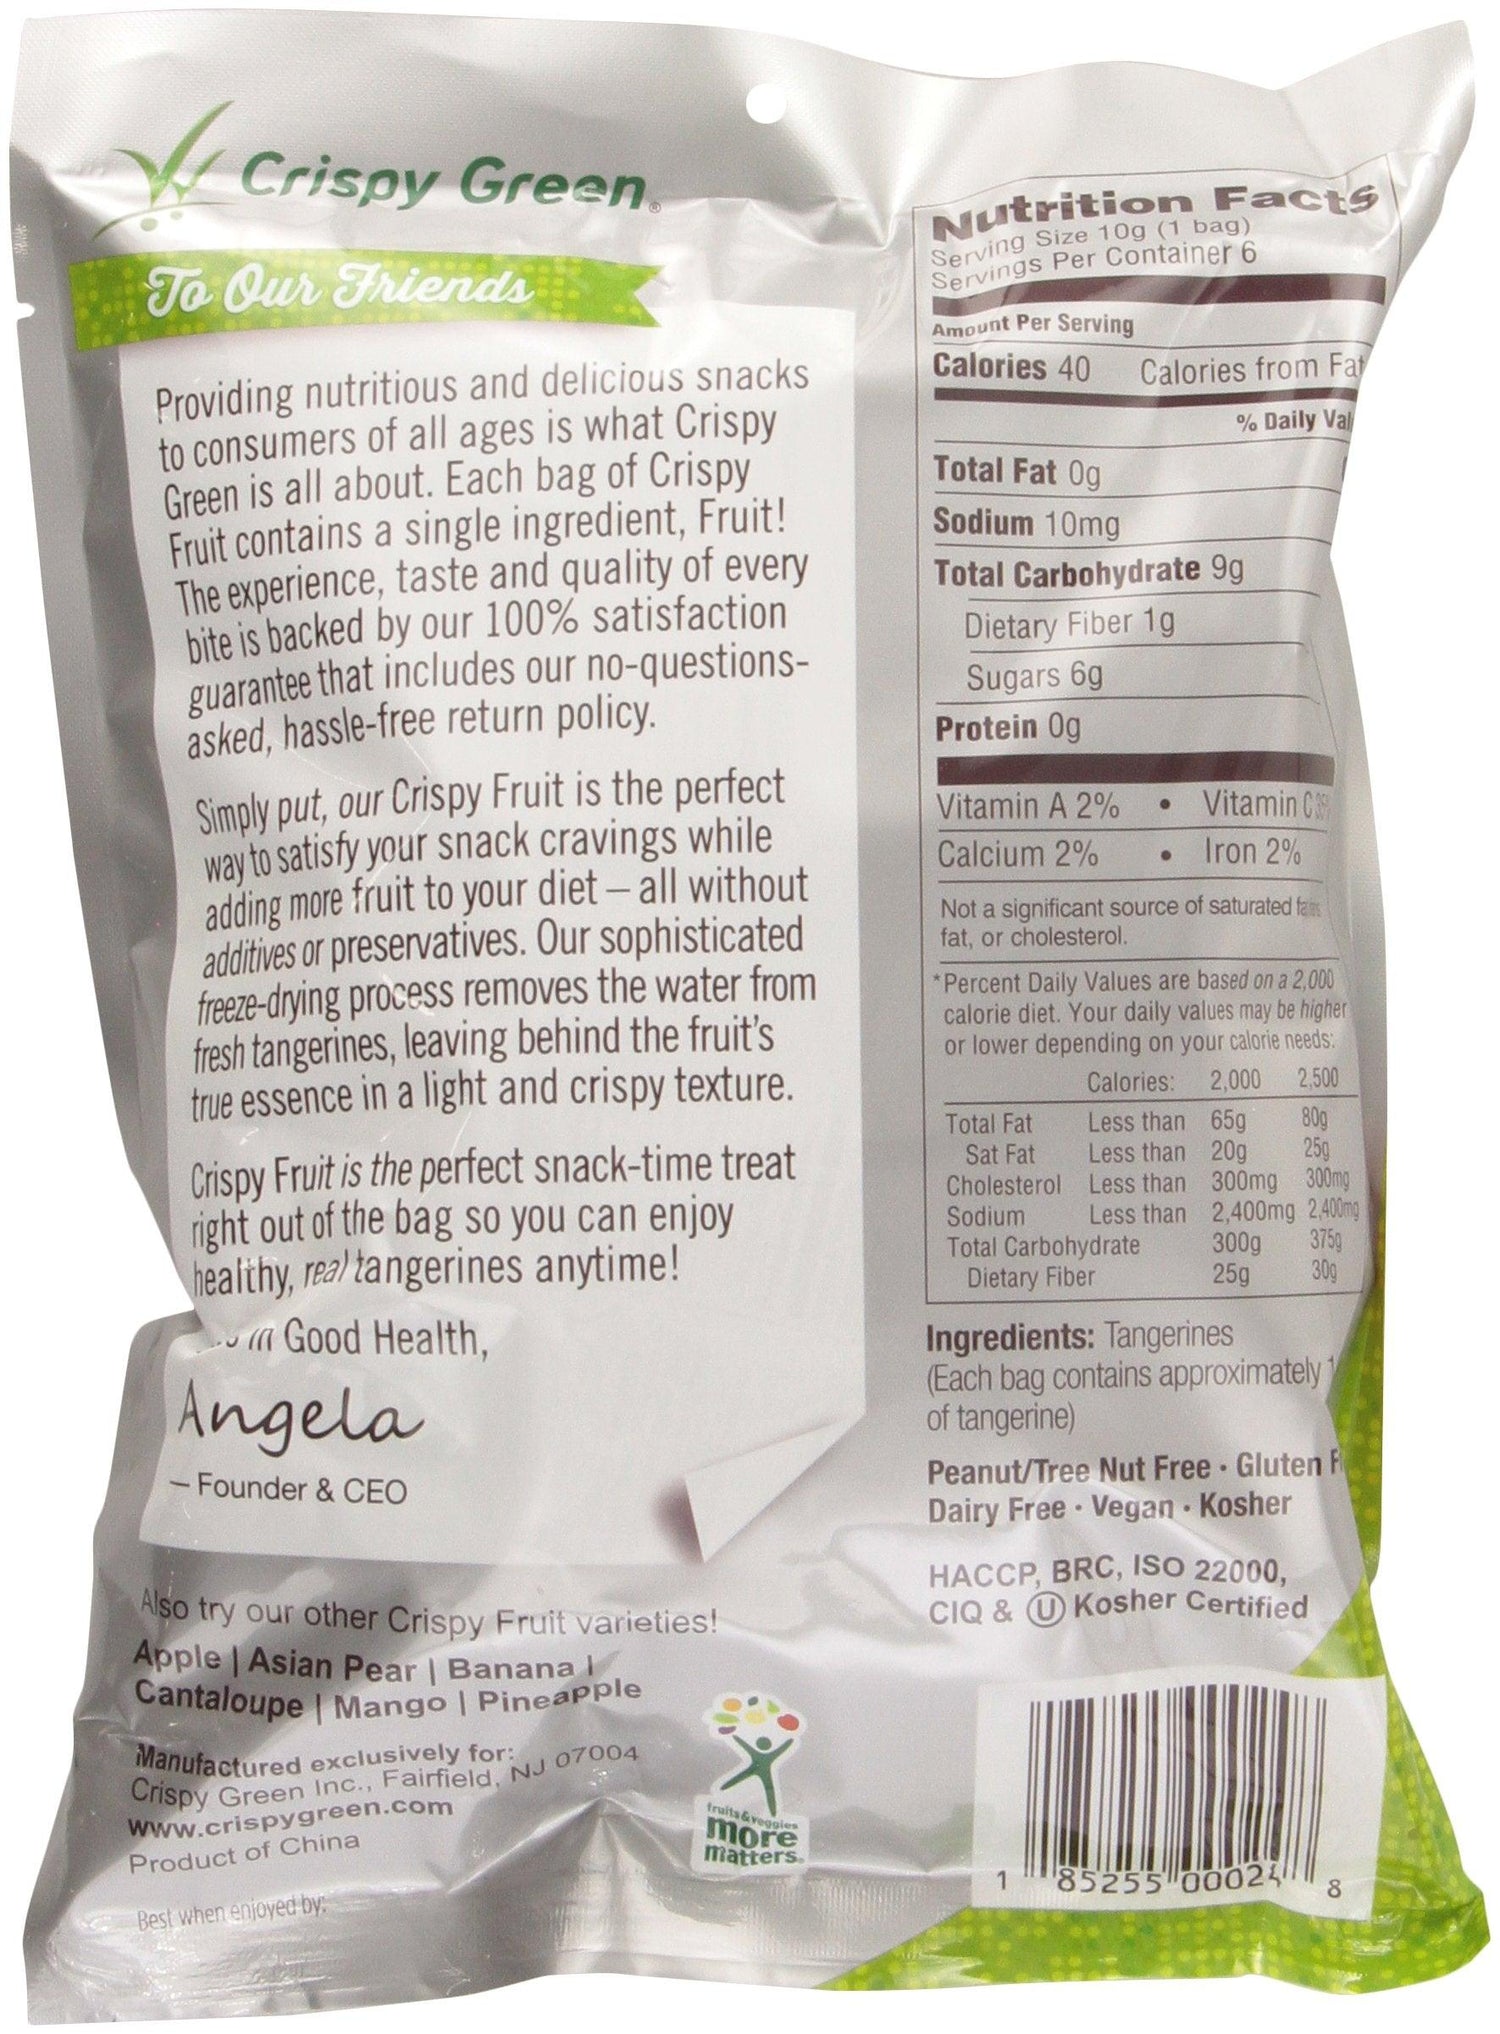 Crispy Green®
To Our Friends
Providing nutritious and delicious snacks
to consumers of all ages is what Crispy
Green is all about. Each bag of Crispy
Fruit contains a single ingredient, Fruit!
The experience, taste and quality of every
bite is backed by our 100% satisfaction
guarantee that includes our no-questions-
asked, hassle-free return policy.
Simply put, our Crispy Fruit is the perfect
way to satisfy your snack cravings while
adding more fruit to your diet – all without
additives or preservatives. Our sophisticated
freeze-drying process removes the water from
fresh tangerines, leaving behind the fruit's
true essence in a light and crispy texture.
Crispy Fruit is the perfect snack-time treat
right out of the bag so you can enjoy
healthy, real tangerines anytime!
in Good Health,
Angela
– Founder & CEO
Also try our other Crispy Fruit varieties!
Apple | Asian Pear | Banana |
Cantaloupe | Mango | Pineapple
Manufactured exclusively for:
Crispy Green Inc., Fairfield, NJ 07004
www.crispygreen.com
Product of China
Best when enjoyed by:
fruits&veggies
more
matters.
Nutrition Facts
Serving Size 10g (1 bag)
Servings Per Container 6
Amount Per Serving
Calories 40 Calories from Fat
% Daily
Total Fat 0g
Sodium 10mg
Total Carbohydrate 9g
Dietary Fiber 1g
Sugars 6g
Protein 0g
Vitamin A 2% • Vitamin C
Calcium 2% • Iron 2%
Not a significant source of saturated
fat, or cholesterol.
*Percent Daily Values are based on a 2,000
calorie diet. Your daily values may be higher
or lower depending on your calorie needs:
Calories: 2,000 2,500
Total Fat Less than 65g 80g
Sat Fat Less than 20g 25g
Cholesterol Less than 300mg 300mg
Sodium Less than 2,400mg 2,400mg
Total Carbohydrate 300g 375g
Dietary Fiber 25g 30g
Ingredients: Tangerines
(Each bag contains approximately
of tangerine)
Peanut/Tree Nut Free • Gluten
Dairy Free • Vegan • Kosher
HACCP, BRC, ISO 22000,
CIQ & Ⓤ Kosher Certified
1 85255 00024 8